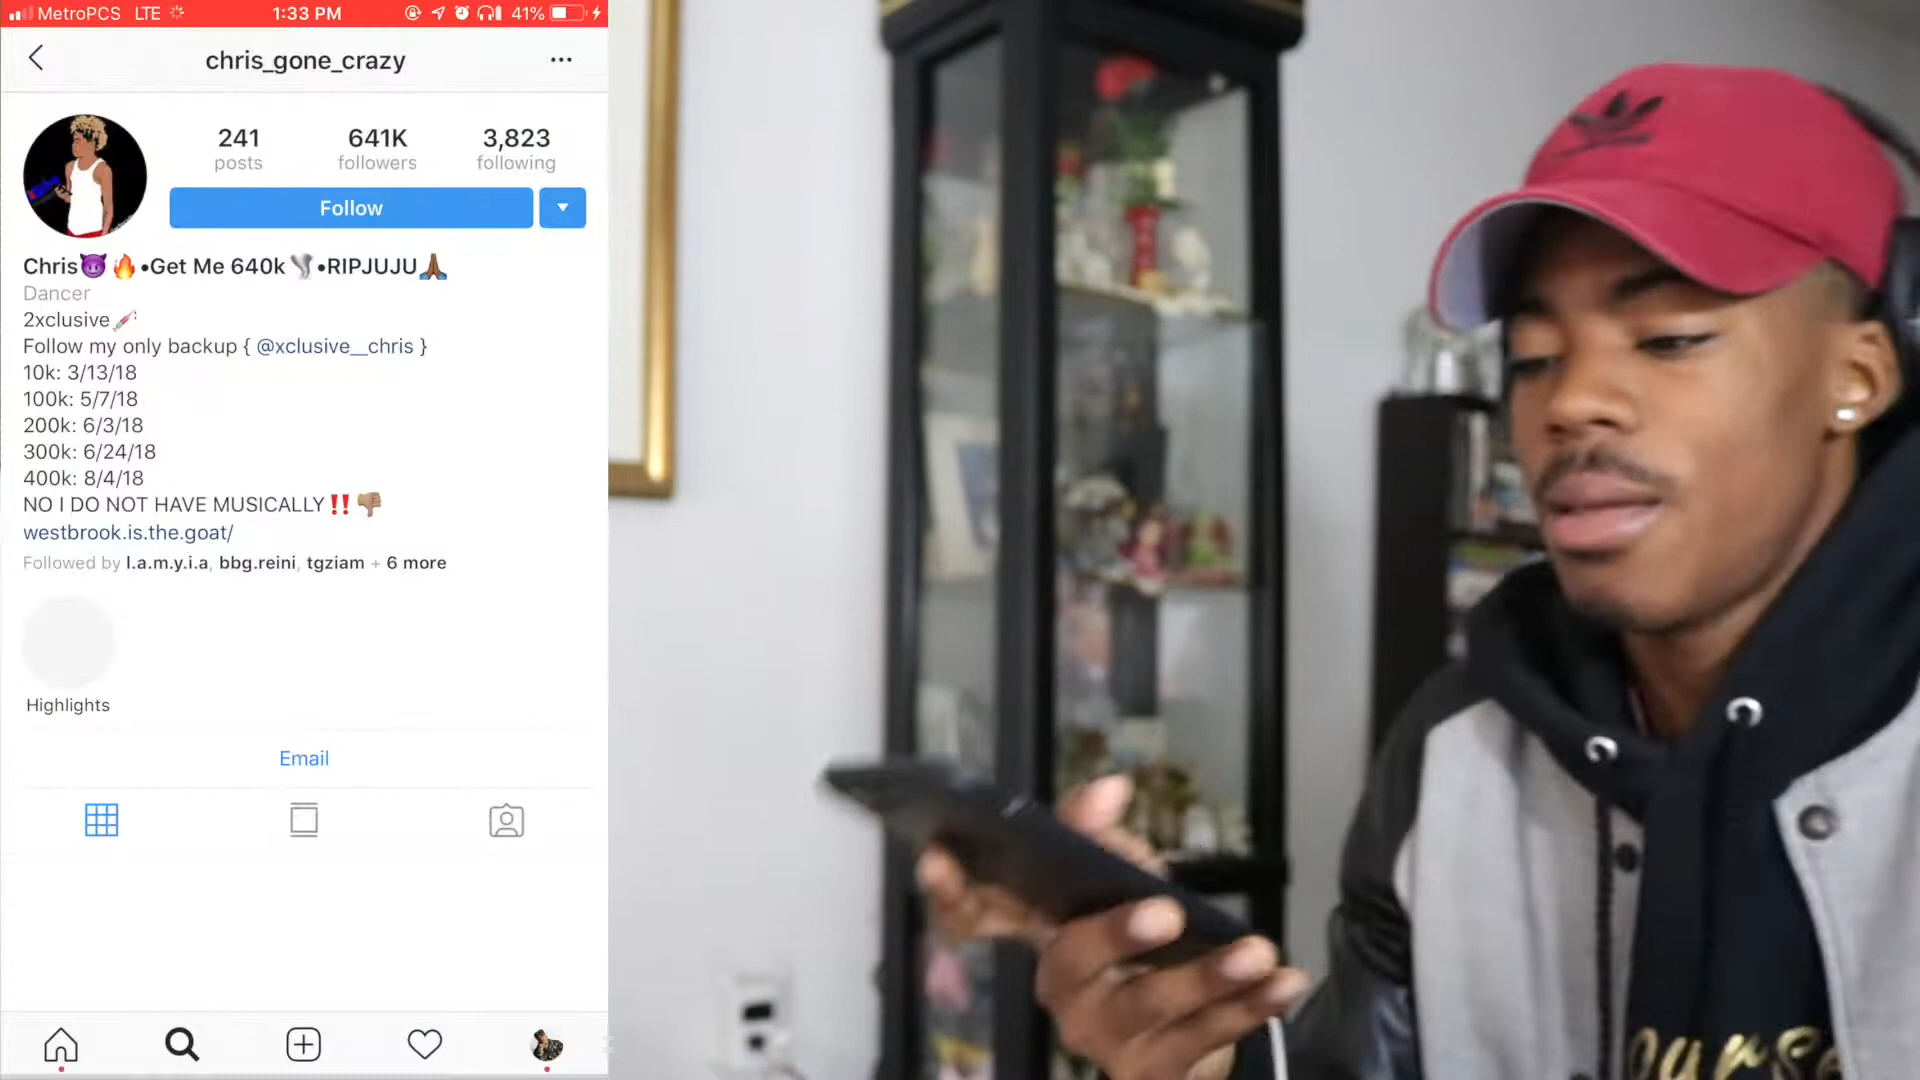 MetroPCS LTE 1:33 PM 41%
chris_gone_crazy
241 641K 3,823
posts followers following
Follow
Chris😈🔥•Get Me 640k🌪•RIPJUJU🙏🏾
Dancer
2xclusive💉
Follow my only backup { @xclusive__chris }
10k: 3/13/18
100k: 5/7/18
200k: 6/3/18
300k: 6/24/18
400k: 8/4/18
NO I DO NOT HAVE MUSICALLY‼️👎🏽
westbrook.is.the.goat/
Followed by l.a.m.y.i.a, bbg.reini, tgziam + 6 more
Highlights
Email